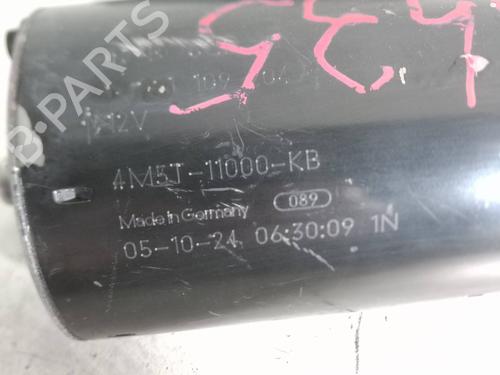 12V
4M5T-11000-KB
Made in Germany 089
05-10-24 06:30:09 1N
B-PARTS